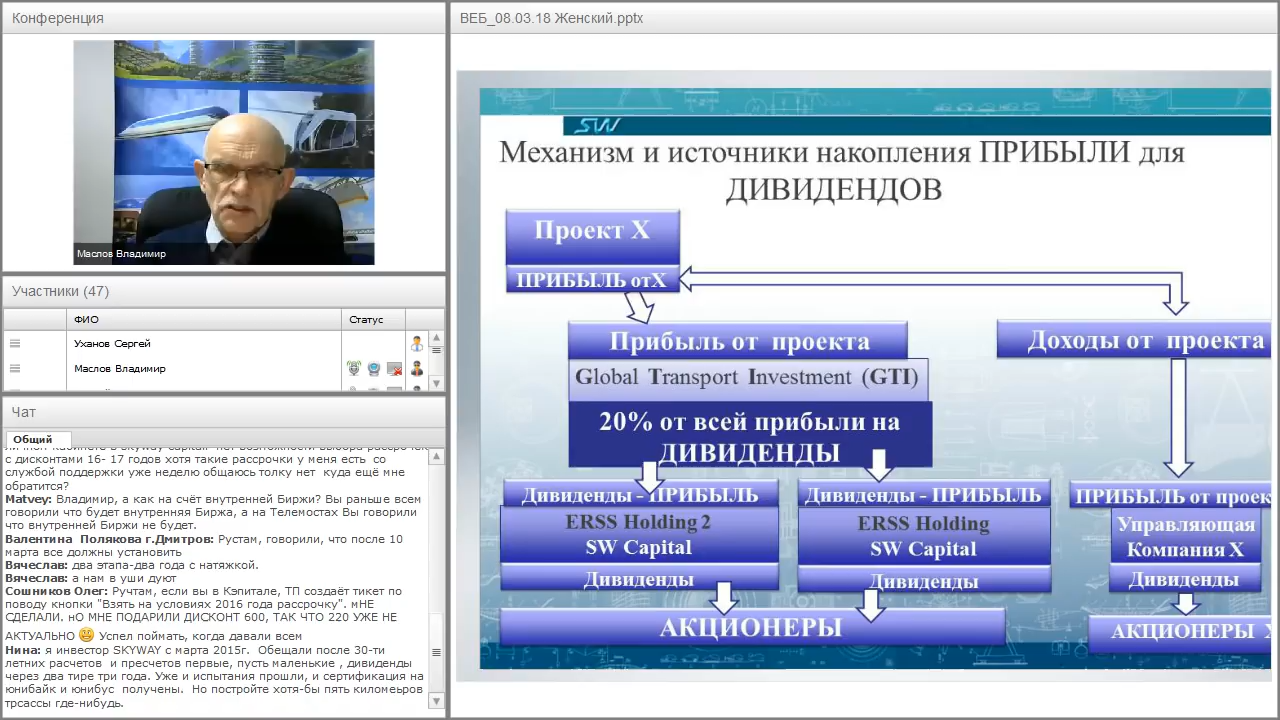 Конференция
Маслов Владимир
Участники (47)
ФИО
Статус
Уханов Сергей
Маслов Владимир
Чат
Общий
с дисконтами 16- 17 годов хотя такие рассрочки у меня есть со
службой поддержки уже неделю общаюсь толку нет куда ещё мне
обратится?
Matvey: Владимир, а как на счёт внутренней Биржи? Вы раньше всем
говорили что будет внутренняя Биржа, а на Телемостах Вы говорили
что внутренней Биржи не будет.
Валентина Полякова г.Дмитров: Рустам, говорили, что после 10
марта все должны установить
Вячеслав: два этапа-два года с натяжкой.
Вячеслав: а нам в уши дуют
Сошников Олег: Ручтам, если вы в Кэпитале, ТП создаёт тикет по
поводу кнопки "Взять на условиях 2016 года рассрочку". мНЕ
СДЕЛАЛИ. нО МНЕ ПОДАРИЛИ ДИСКОНТ 600, ТАК ЧТО 220 УЖЕ НЕ
АКТУАЛЬНО Успел поймать, когда давали всем
Нина: я инвестор SKYWAY с марта 2015г. Обещали после 30 ти
летних расчетов и пресчетов первые, пусть маленькие , дивиденды
через два тире три года. Уже и испытания прошли, и сертификация на
юнибайк и юнибус получены. Но постройте хотя-бы пять киломеьров
трсассы где-нибудь.
ВЕБ_08.03.18 Женский.pptx
SW
Механизм и источники накопления ПРИБЫЛИ для
ДИВИДЕНДОВ
Проект X
ПРИБЫЛЬ отX
Прибыль от проекта
Global Transport Investment (GTI)
20% от всей прибыли на
ДИВИДЕНДЫ
Дивиденды - ПРИБЫЛЬ
ERSS Holding 2
SW Capital
Дивиденды
Дивиденды - ПРИБЫЛЬ
ERSS Holding
SW Capital
Дивиденды
АКЦИОНЕРЫ
Доходы от проекта
ПРИБЫЛЬ от проек
Управляющая
Компания X
Дивиденды
АКЦИОНЕРЫ X